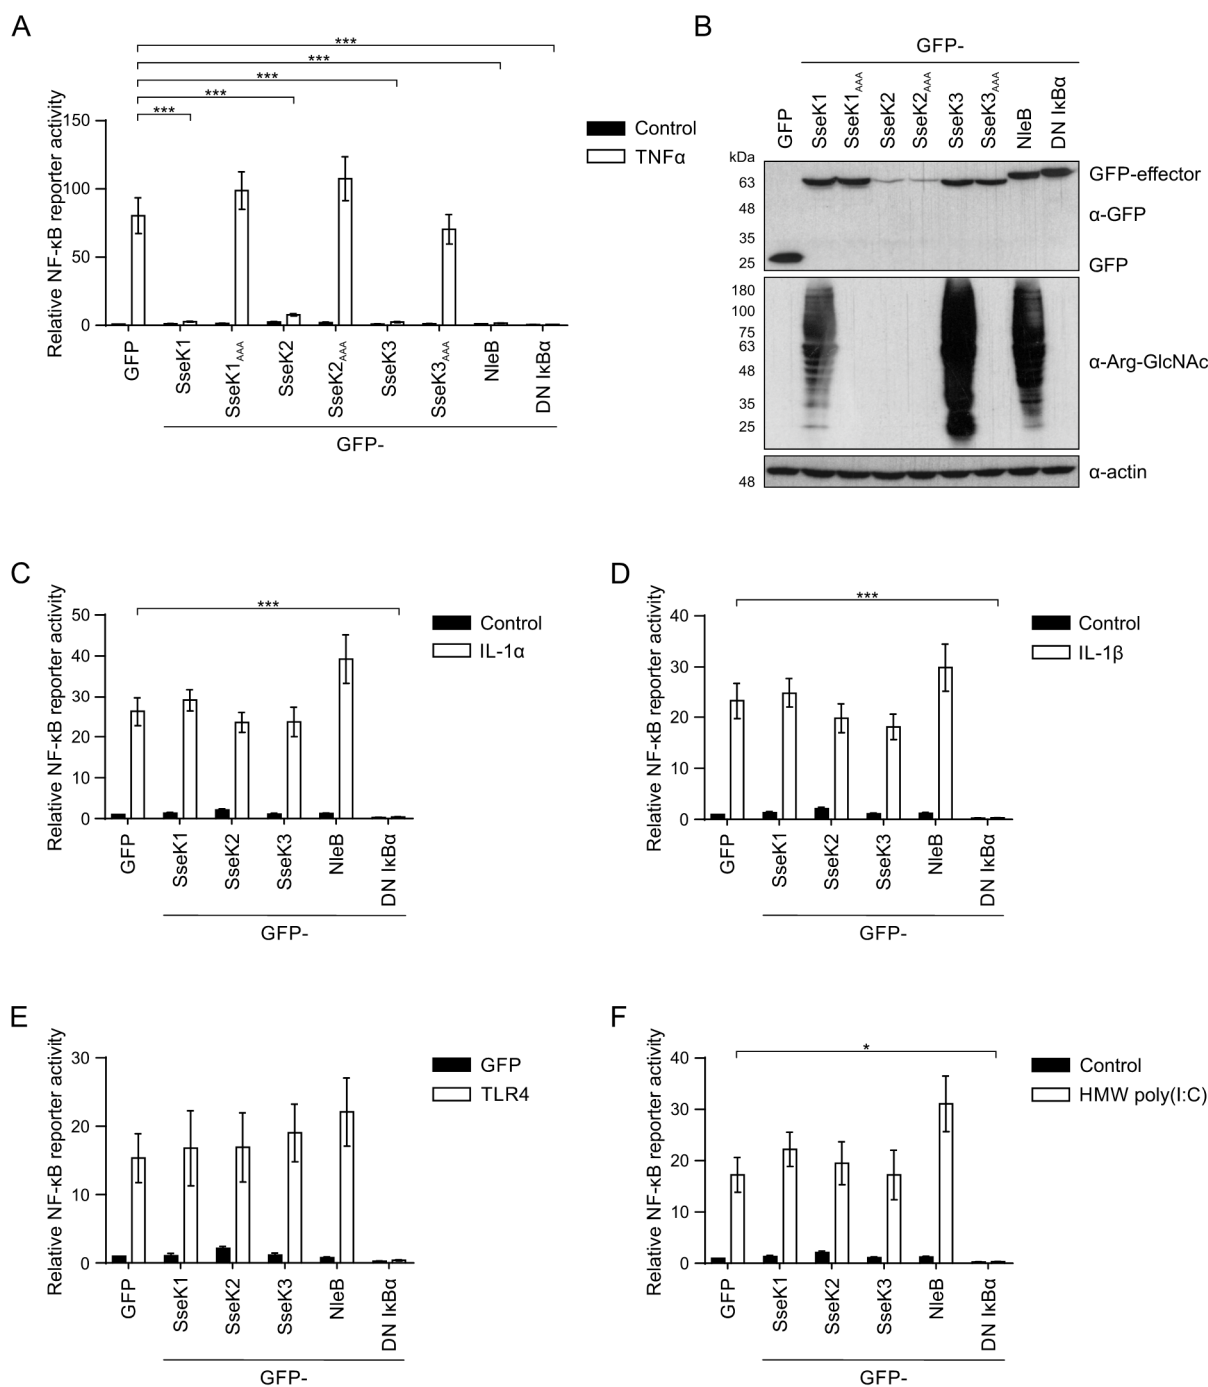 A
***
***
***
***
***
Relative NF-κB reporter activity
150
100
50
0
Control
TNFα
GFP
SseK1
SseK1AAA
SseK2
SseK2AAA
SseK3
SseK3AAA
NleB
DN IκBα
GFP-
B
GFP-
GFP
SseK1
SseK1AAA
SseK2
SseK2AAA
SseK3
SseK3AAA
NleB
DN IκBα
kDa
63
48
35
25
GFP-effector
α-GFP
GFP
180
100
75
63
48
35
25
α-Arg-GlcNAc
48
α-actin
C
***
Relative NF-κB reporter activity
50
40
30
20
10
0
Control
IL-1α
GFP
SseK1
SseK2
SseK3
NleB
DN IκBα
GFP-
D
***
Relative NF-κB reporter activity
40
30
20
10
0
Control
IL-1β
GFP
SseK1
SseK2
SseK3
NleB
DN IκBα
GFP-
E
Relative NF-κB reporter activity
30
20
10
0
GFP
TLR4
GFP
SseK1
SseK2
SseK3
NleB
DN IκBα
GFP-
F
*
Relative NF-κB reporter activity
40
30
20
10
0
Control
HMW poly(I:C)
GFP
SseK1
SseK2
SseK3
NleB
DN IκBα
GFP-